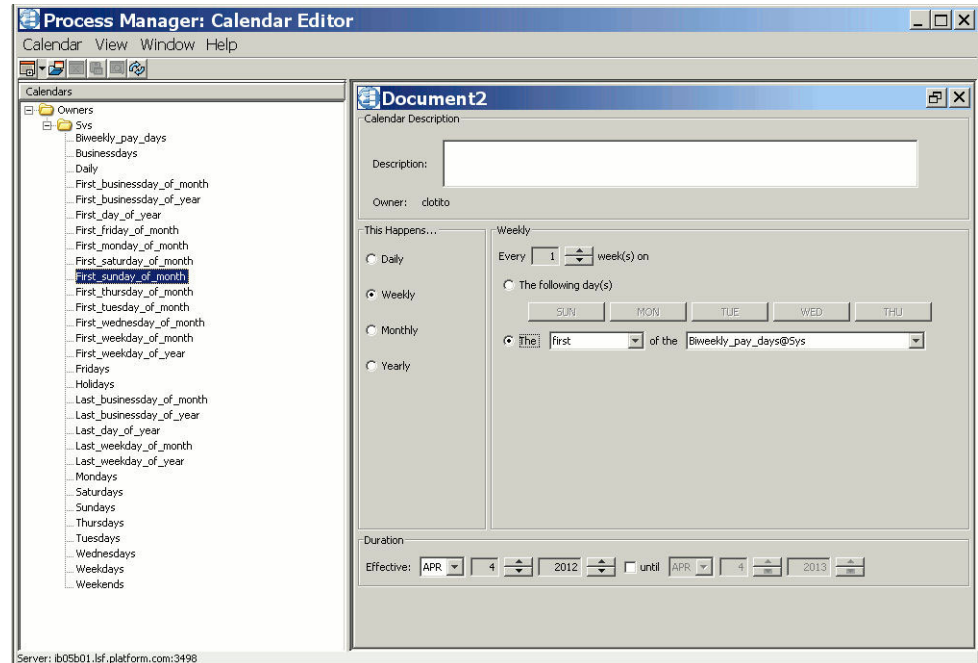 Process Manager: Calendar Editor
Calendar View Window Help
Calendars
Owners
Sys
Biweekly_pay_days
Businessdays
Daily
First_businessday_of_month
First_businessday_of_year
First_day_of_year
First_friday_of_month
First_monday_of_month
First_saturday_of_month
First_sunday_of_month
First_thursday_of_month
First_tuesday_of_month
First_wednesday_of_month
First_weekday_of_month
First_weekday_of_year
Fridays
Holidays
Last_businessday_of_month
Last_businessday_of_year
Last_day_of_year
Last_weekday_of_month
Last_weekday_of_year
Mondays
Saturdays
Sundays
Thursdays
Tuesdays
Wednesdays
Weekdays
Weekends
Document2
Calendar Description
Description:
Owner: clotito
This Happens...
Daily
Weekly
Monthly
Yearly
Weekly
Every 1 week(s) on
The following day(s)
SUN MON TUE WED THU
The first of the Biweekly_pay_days@Sys
Duration
Effective: APR 4 2012 until APR 4 2013
Server: ib05b01.lsf.platform.com:3498